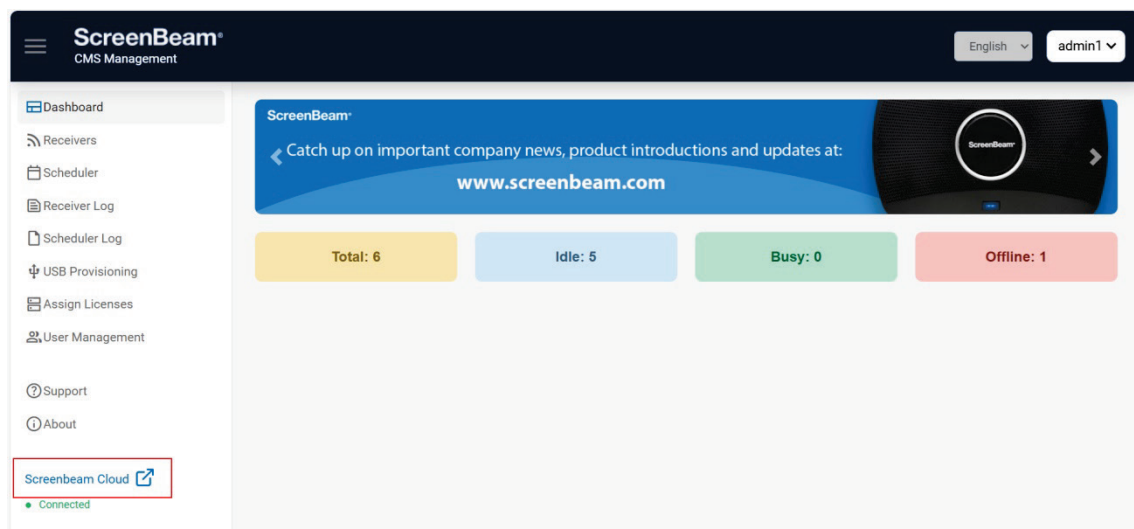 ScreenBeam
CMS Management
English
admin1
Dashboard
Receivers
Scheduler
Receiver Log
Scheduler Log
USB Provisioning
Assign Licenses
User Management
Support
About
Screenbeam Cloud
Connected
ScreenBeam
Catch up on important company news, product introductions and updates at:
www.screenbeam.com
ScreenBeam
Total: 6
Idle: 5
Busy: 0
Offline: 1